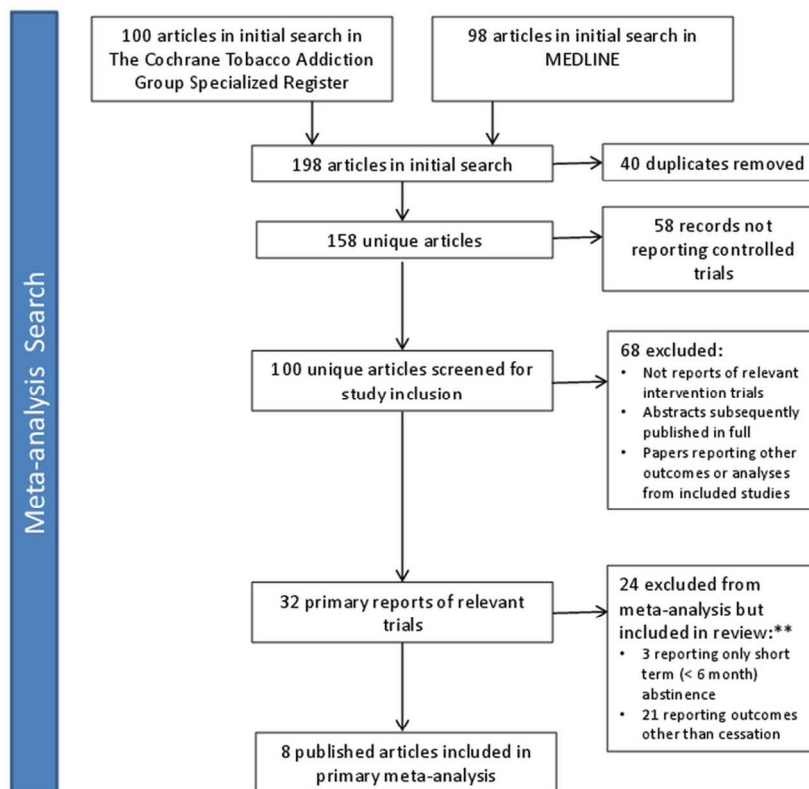 Meta-analysis Search
100 articles in initial search in
The Cochrane Tobacco Addiction
Group Specialized Register
98 articles in initial search in
MEDLINE
198 articles in initial search
40 duplicates removed
158 unique articles
58 records not
reporting controlled
trials
100 unique articles screened for
study inclusion
68 excluded:
• Not reports of relevant
intervention trials
• Abstracts subsequently
published in full
• Papers reporting other
outcomes or analyses
from included studies
32 primary reports of relevant
trials
24 excluded from
meta-analysis but
included in review:**
• 3 reporting only short
term (< 6 month)
abstinence
• 21 reporting outcomes
other than cessation
8 published articles included in
primary meta-analysis